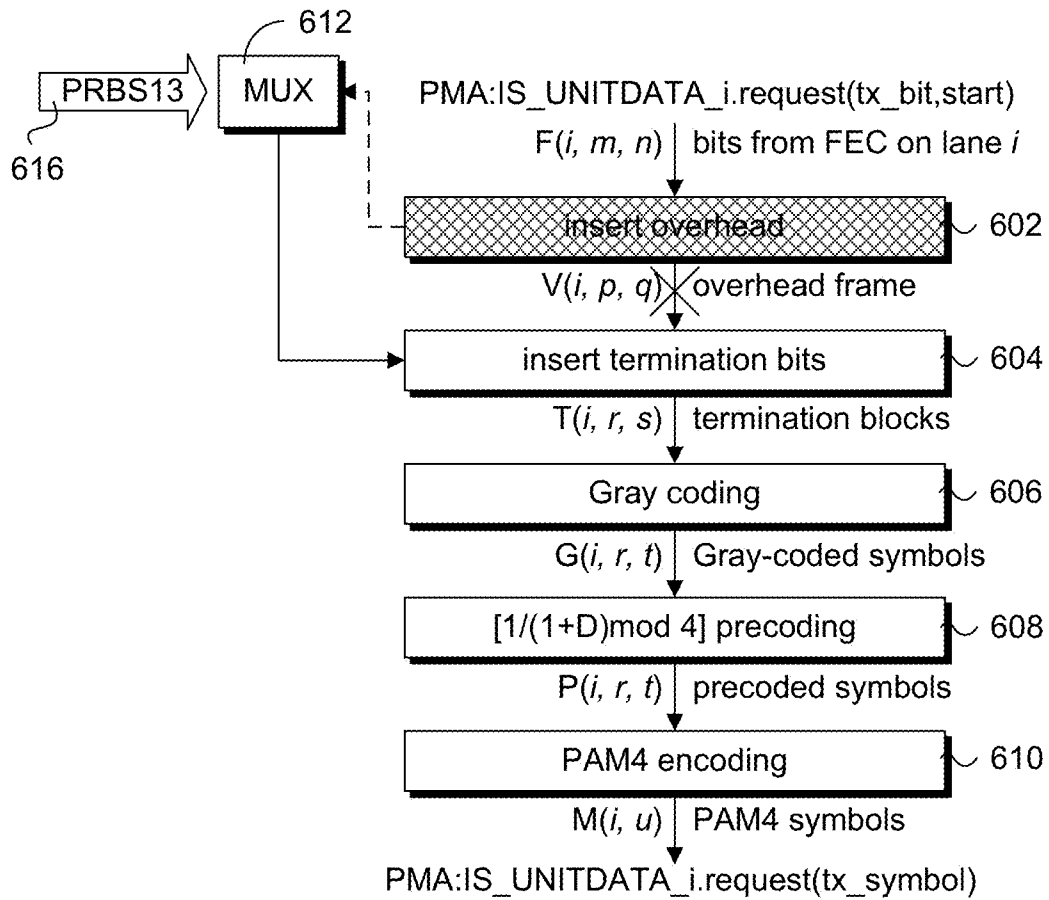 612
PRBS13
MUX
616
PMA:IS_UNITDATA_i.request(tx_bit,start)
F(i, m, n) bits from FEC on lane i
insert overhead
602
V(i, p, q) overhead frame
insert termination bits
604
T(i, r, s) termination blocks
Gray coding
606
G(i, r, t) Gray-coded symbols
[1/(1+D)mod 4] precoding
608
P(i, r, t) precoded symbols
PAM4 encoding
610
M(i, u) PAM4 symbols
PMA:IS_UNITDATA_i.request(tx_symbol)